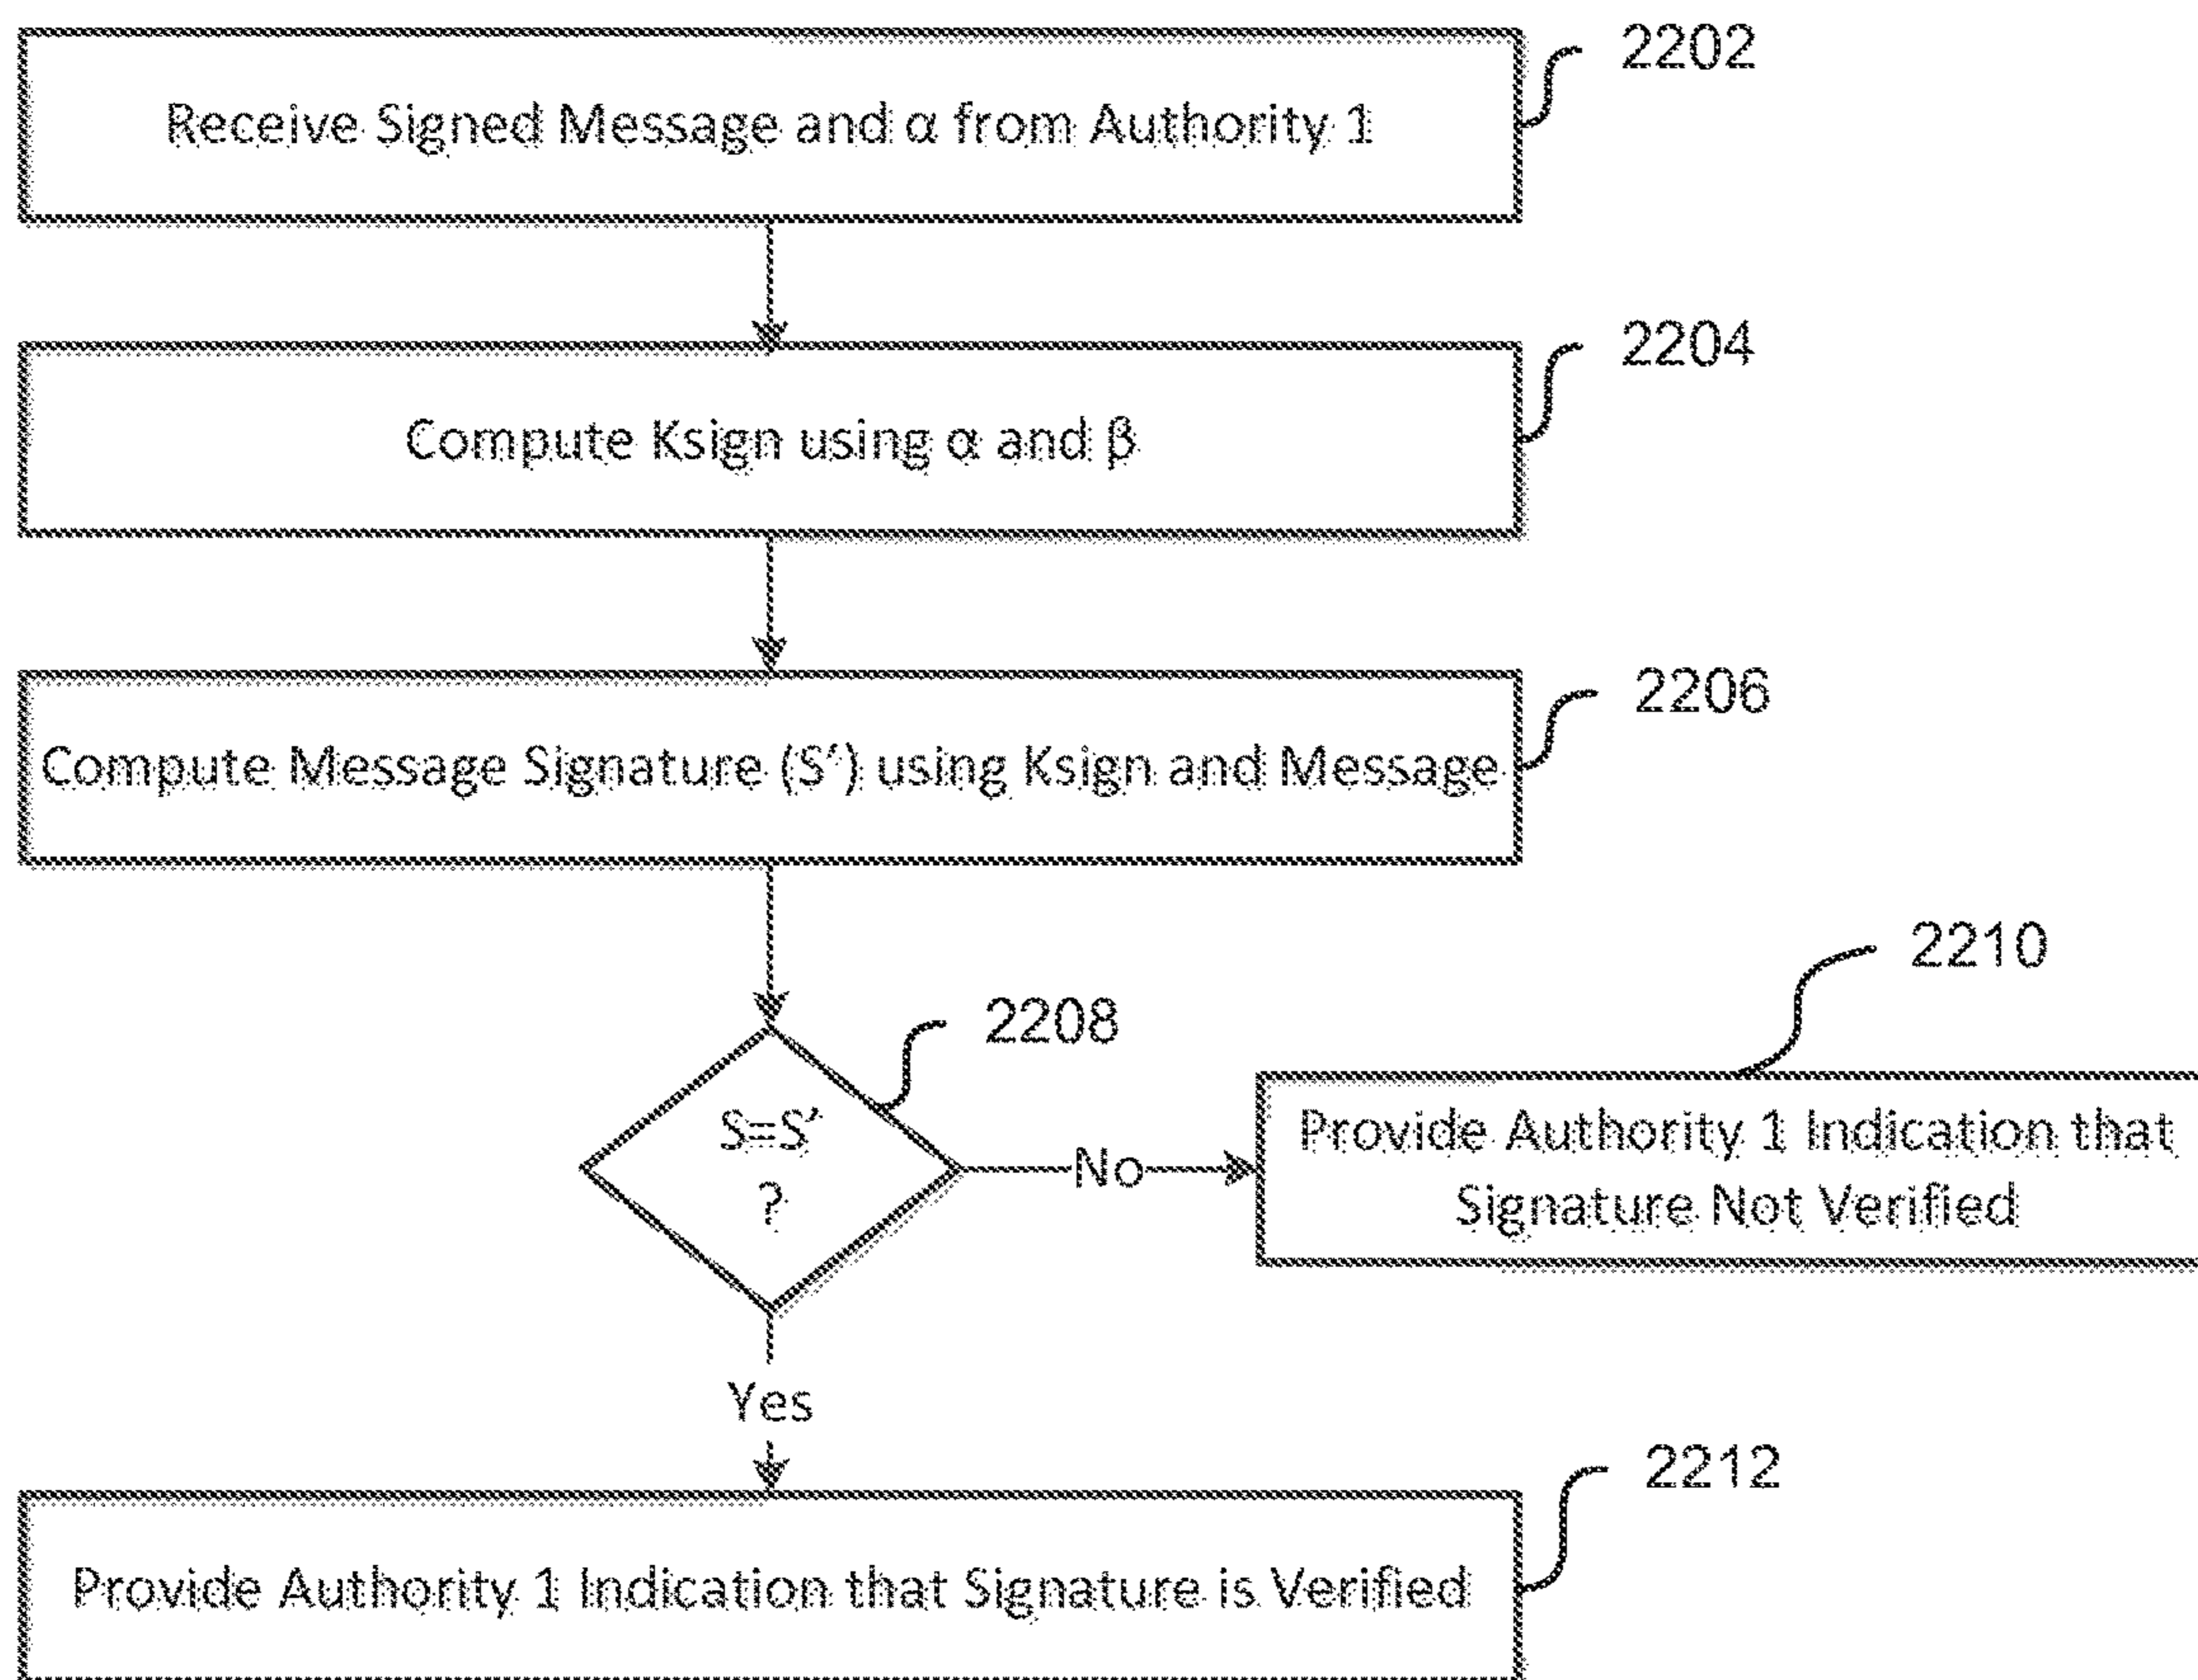 2202
Receive Signed Message and α from Authority 1
2204
Compute Ksign using α and β
2206
Compute Message Signature (S') using Ksign and Message
2208
S=S'
?
No
2210
Provide Authority 1 Indication that
Signature Not Verified
Yes
2212
Provide Authority 1 Indication that Signature is Verified